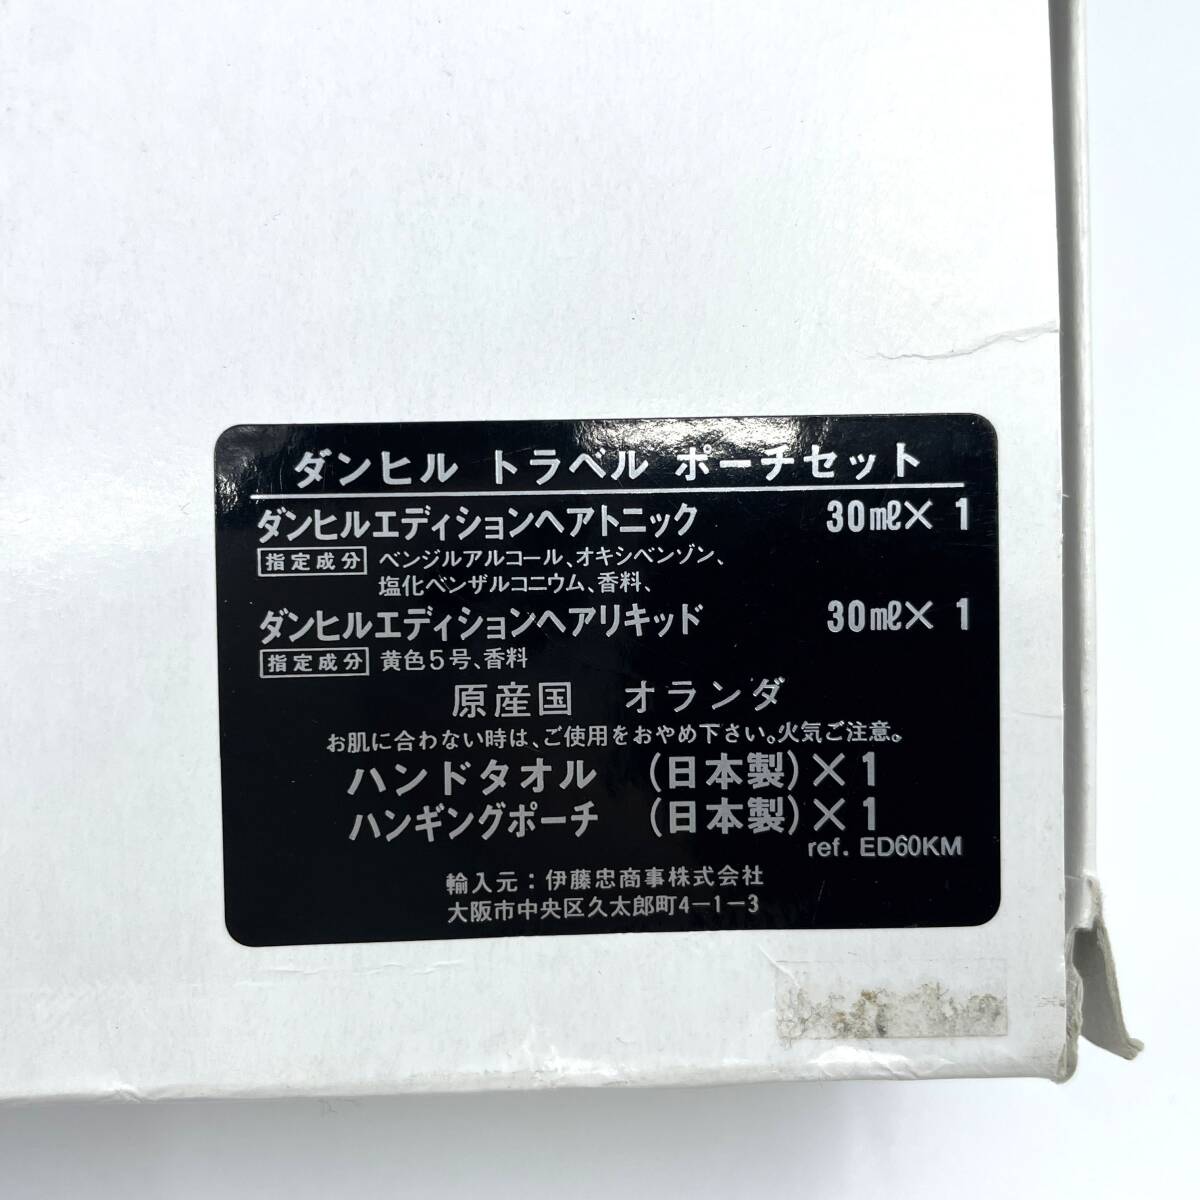 ダンヒル トラベル ポーチセット
ダンヒルエディションヘアトニック 30㎖×1
指定成分 ベンジルアルコール、オキシベンゾン、
塩化ベンザルコニウム、香料、
ダンヒルエディションヘアリキッド 30㎖×1
指定成分 黄色5号、香料
原産国 オランダ
お肌に合わない時は、ご使用をおやめ下さい。火気ご注意。
ハンドタオル (日本製)×1
ハンギングポーチ (日本製)×1
ref. ED60KM
輸入元：伊藤忠商事株式会社
大阪市中央区久太郎町4−1−3